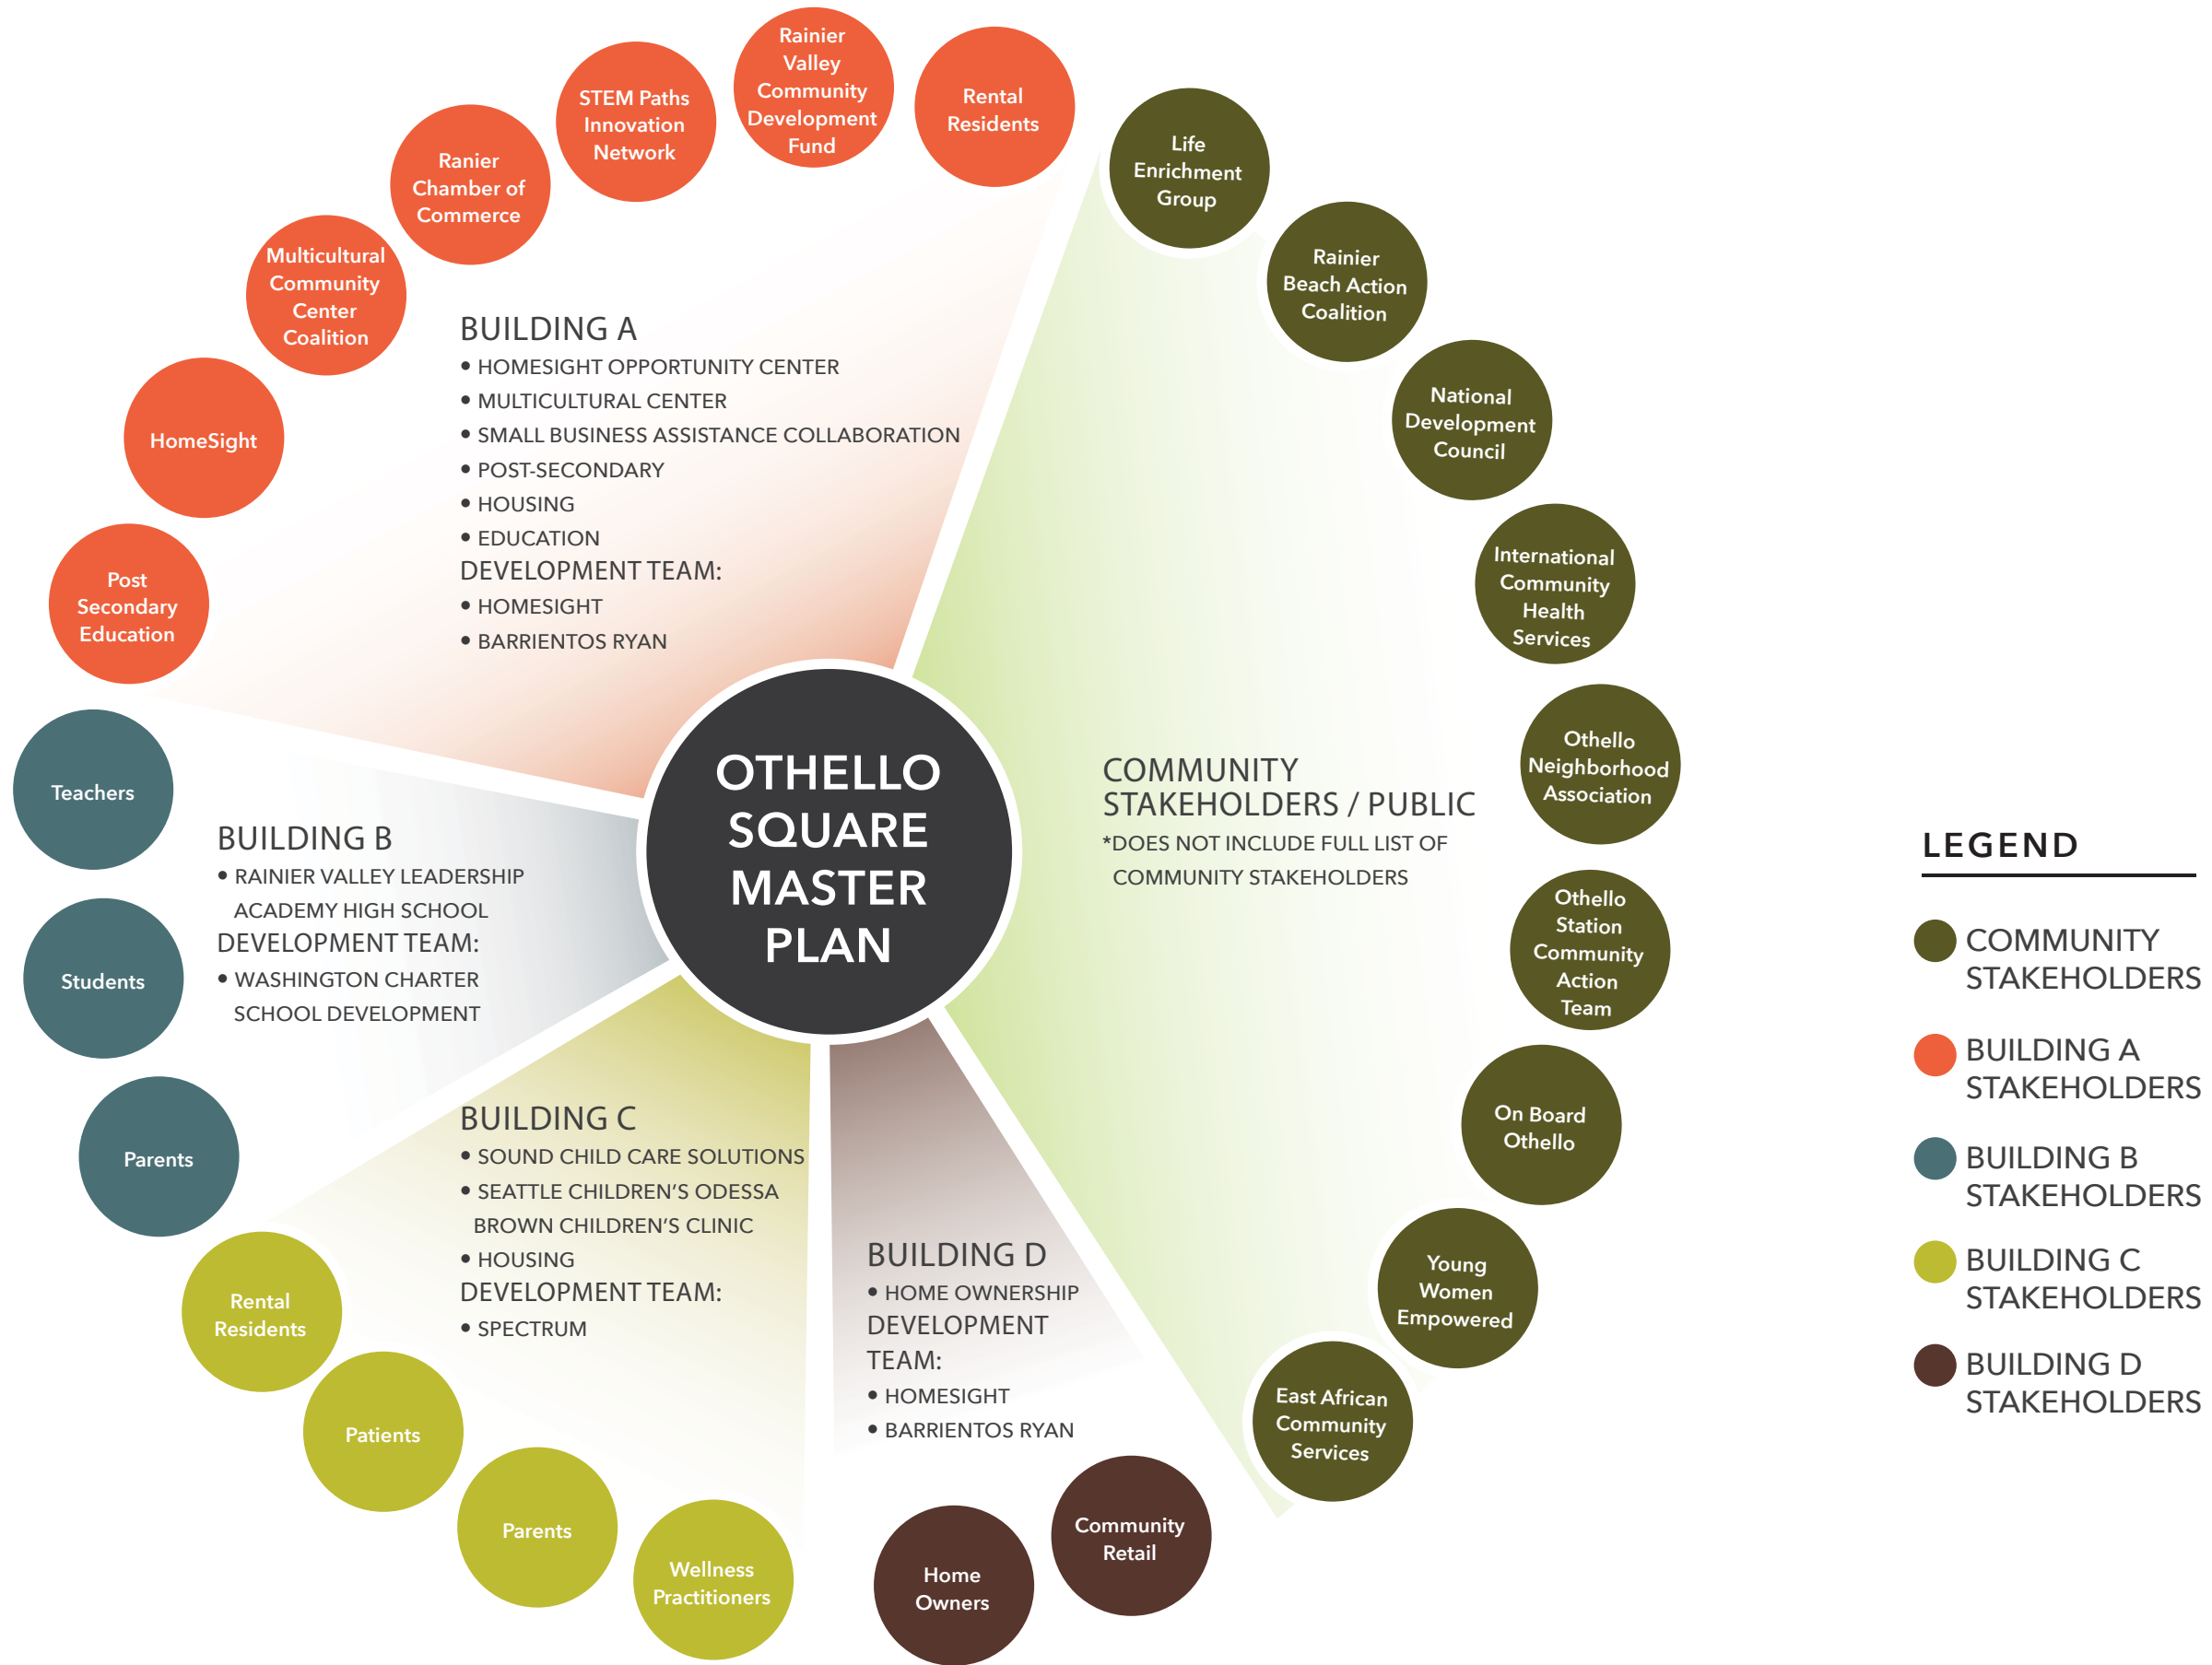 Rainier
Valley
Community
Development
Fund
Rental
Residents
STEM Paths
Innovation
Network
Ranier
Chamber of
Commerce
Multicultural
Community
Center
Coalition
HomeSight
Post
Secondary
Education
BUILDING A
• HOMESIGHT OPPORTUNITY CENTER
• MULTICULTURAL CENTER
• SMALL BUSINESS ASSISTANCE COLLABORATION
• POST-SECONDARY
• HOUSING
• EDUCATION
DEVELOPMENT TEAM:
• HOMESIGHT
• BARRIENTOS RYAN
Life
Enrichment
Group
Rainier
Beach Action
Coalition
National
Development
Council
International
Community
Health
Services
Othello
Neighborhood
Association
Othello
Station
Community
Action
Team
On Board
Othello
Young
Women
Empowered
East African
Community
Services
COMMUNITY
STAKEHOLDERS / PUBLIC
*DOES NOT INCLUDE FULL LIST OF
COMMUNITY STAKEHOLDERS
OTHELLO
SQUARE
MASTER
PLAN
Teachers
Students
Parents
BUILDING B
• RAINIER VALLEY LEADERSHIP
ACADEMY HIGH SCHOOL
DEVELOPMENT TEAM:
• WASHINGTON CHARTER
SCHOOL DEVELOPMENT
BUILDING C
• SOUND CHILD CARE SOLUTIONS
• SEATTLE CHILDREN’S ODESSA
BROWN CHILDREN’S CLINIC
• HOUSING
DEVELOPMENT TEAM:
• SPECTRUM
Rental
Residents
Patients
Parents
Wellness
Practitioners
BUILDING D
• HOME OWNERSHIP
DEVELOPMENT
TEAM:
• HOMESIGHT
• BARRIENTOS RYAN
Home
Owners
Community
Retail
LEGEND
COMMUNITY
STAKEHOLDERS
BUILDING A
STAKEHOLDERS
BUILDING B
STAKEHOLDERS
BUILDING C
STAKEHOLDERS
BUILDING D
STAKEHOLDERS